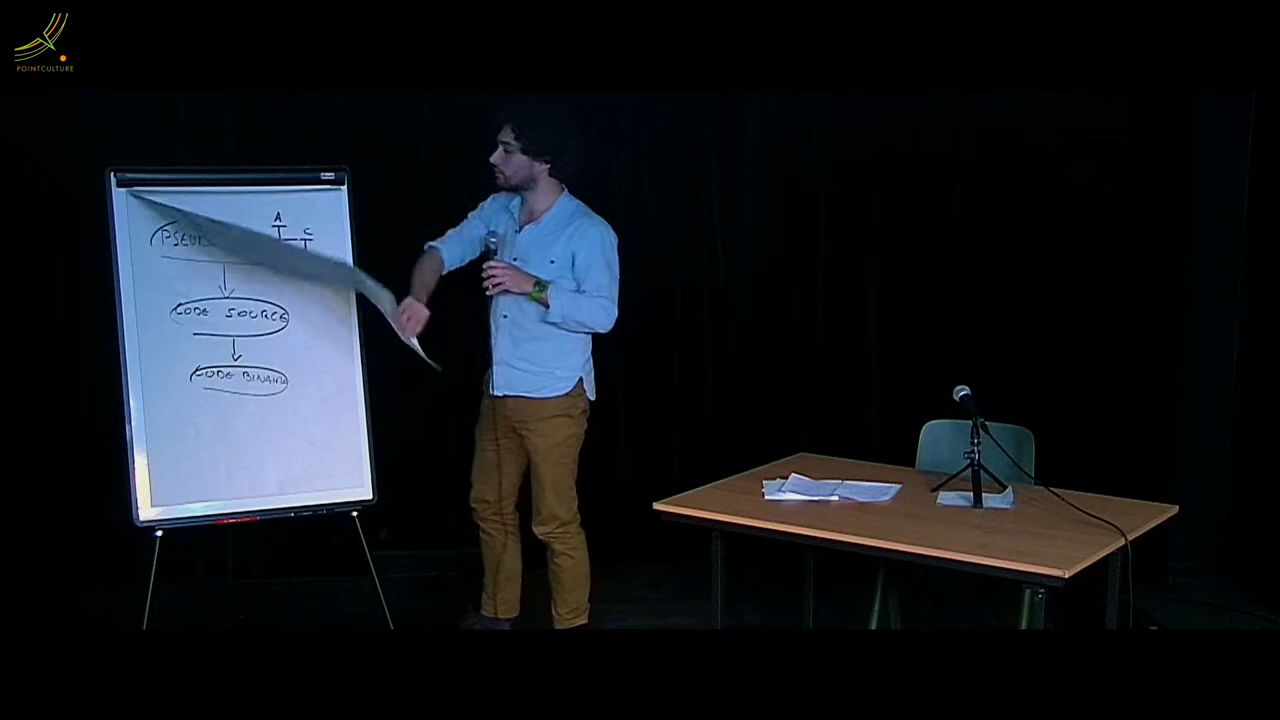 POINTCULTURE
A
C
PSEU
CODE SOURCE
CODE BINAIRE